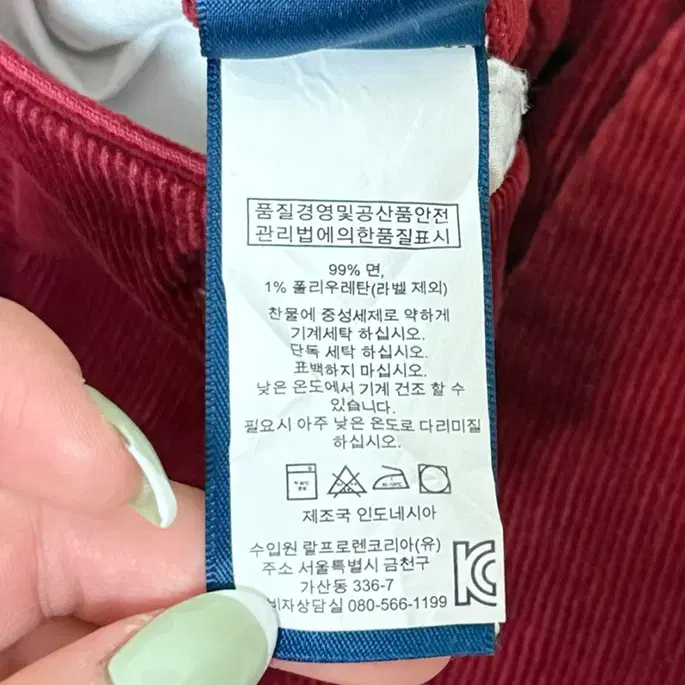 품질경영및공산품안전
관리법에의한품질표시
99% 면,
1% 폴리우레탄(라벨 제외)
찬물에 중성세제로 약하게
기계세탁 하십시오.
단독 세탁 하십시오.
표백하지 마십시오.
낮은 온도에서 기계 건조 할 수
있습니다.
필요시 아주 낮은 온도로 다리미질
하십시오.
제조국 인도네시아
수입원 랄프로렌코리아(유)
주소 서울특별시 금천구
가산동 336-7
비자상담실 080-566-1199